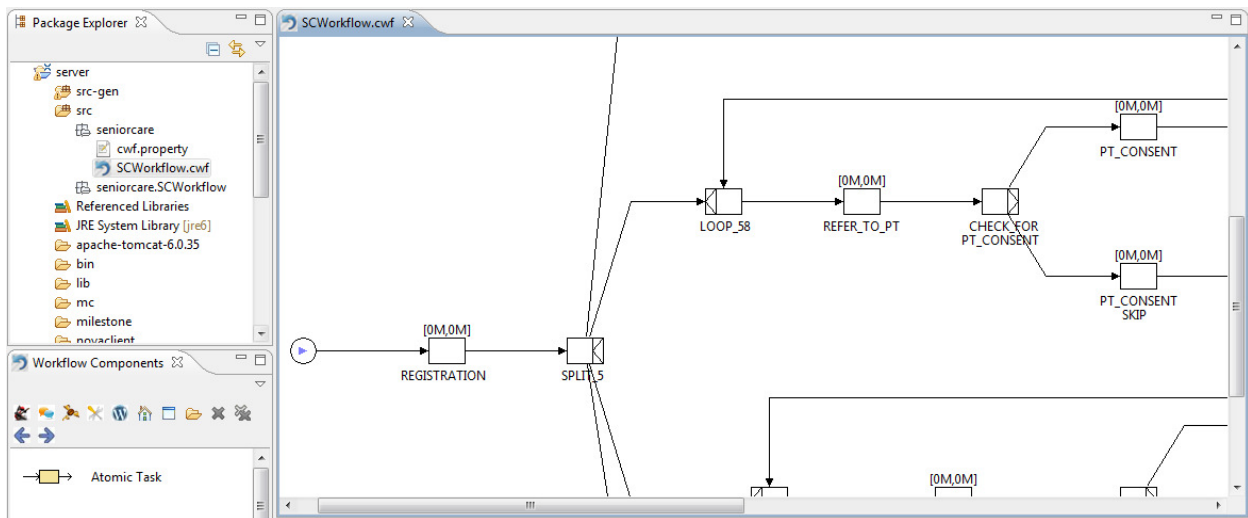 Package Explorer
server
src-gen
src
seniorcare
cwf.property
SCWorkflow.cwf
seniorcare.SCWorkflow
Referenced Libraries
JRE System Library [jre6]
apache-tomcat-6.0.35
bin
lib
mc
milestone
novaclient
Workflow Components
Atomic Task
SCWorkflow.cwf
[0M,0M]
PT_CONSENT
[0M,0M]
LOOP_58
REFER_TO_PT
CHECK_FOR
PT_CONSENT
[0M,0M]
PT_CONSENT
SKIP
[0M,0M]
REGISTRATION
SPLIT_5
[0M,0M]